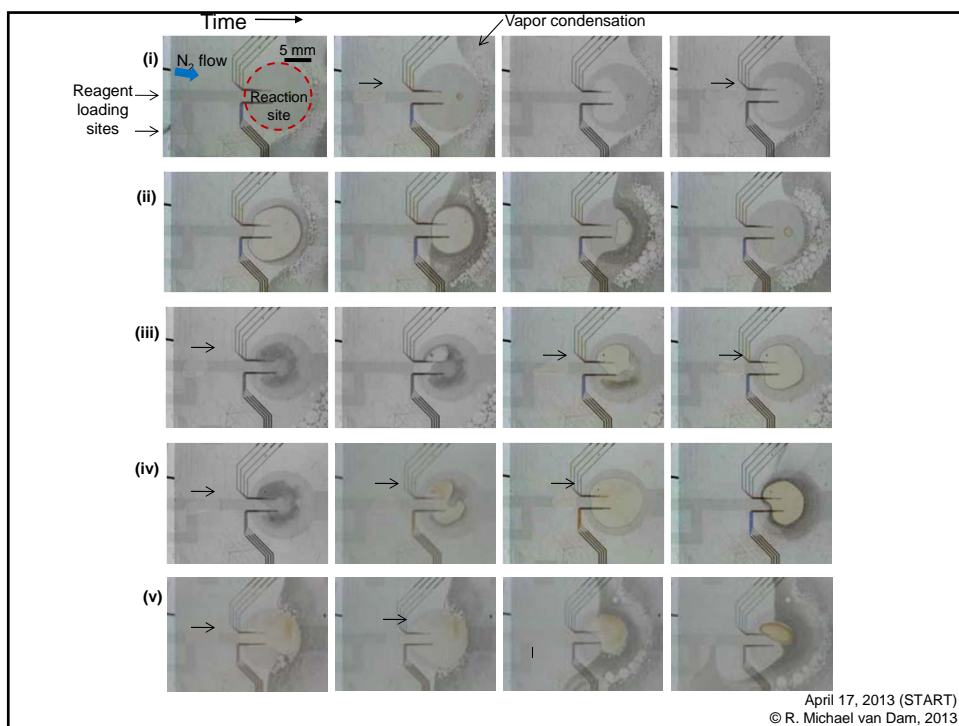 Time
Vapor condensation
(i)
N2 flow
5 mm
Reagent
loading
sites
Reaction
site
(ii)
(iii)
(iv)
(v)
April 17, 2013 (START)
© R. Michael van Dam, 2013